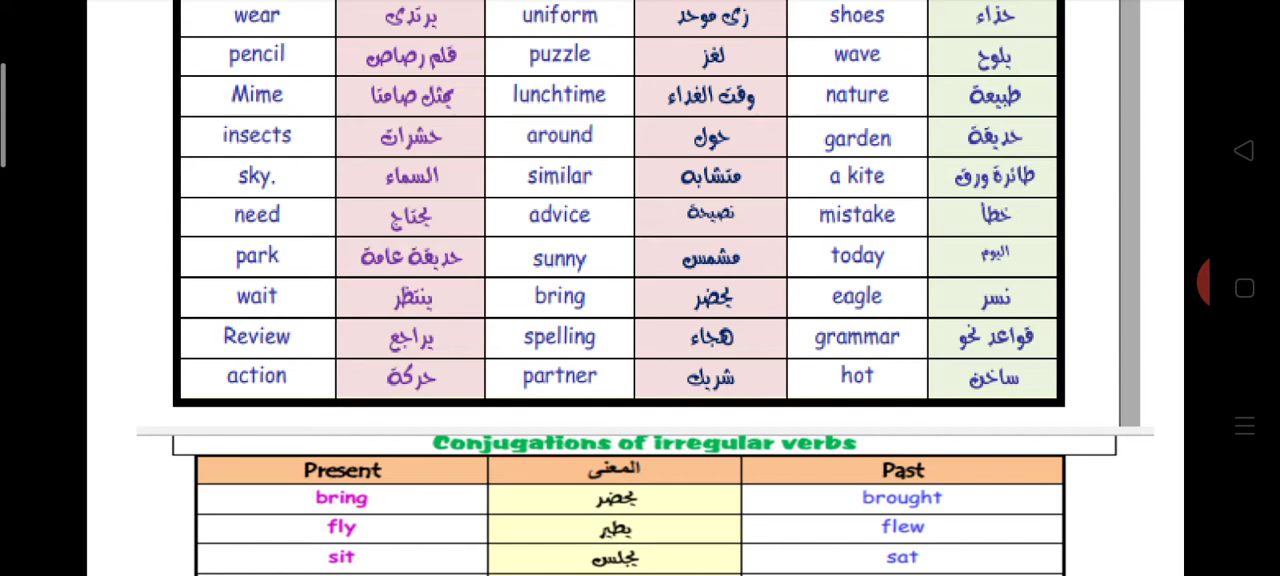 wear يرتدى uniform زى موحد shoes حذاء
pencil قلم رصاص puzzle لغز wave يلوح
Mime يمثل صامتا lunchtime وقت الغداء nature طبيعة
insects حشرات around حول garden حديقة
sky. السماء similar متشابه a kite طائرة ورق
need يحتاج advice نصيحة mistake خطأ
park حديقة عامة sunny مشمس today اليوم
wait ينتظر bring يحضر eagle نسر
Review يراجع spelling هجاء grammar قواعد نحو
action حركة partner شريك hot ساخن
Conjugations of irregular verbs
Present المعنى Past
bring يحضر brought
fly يطير flew
sit يجلس sat